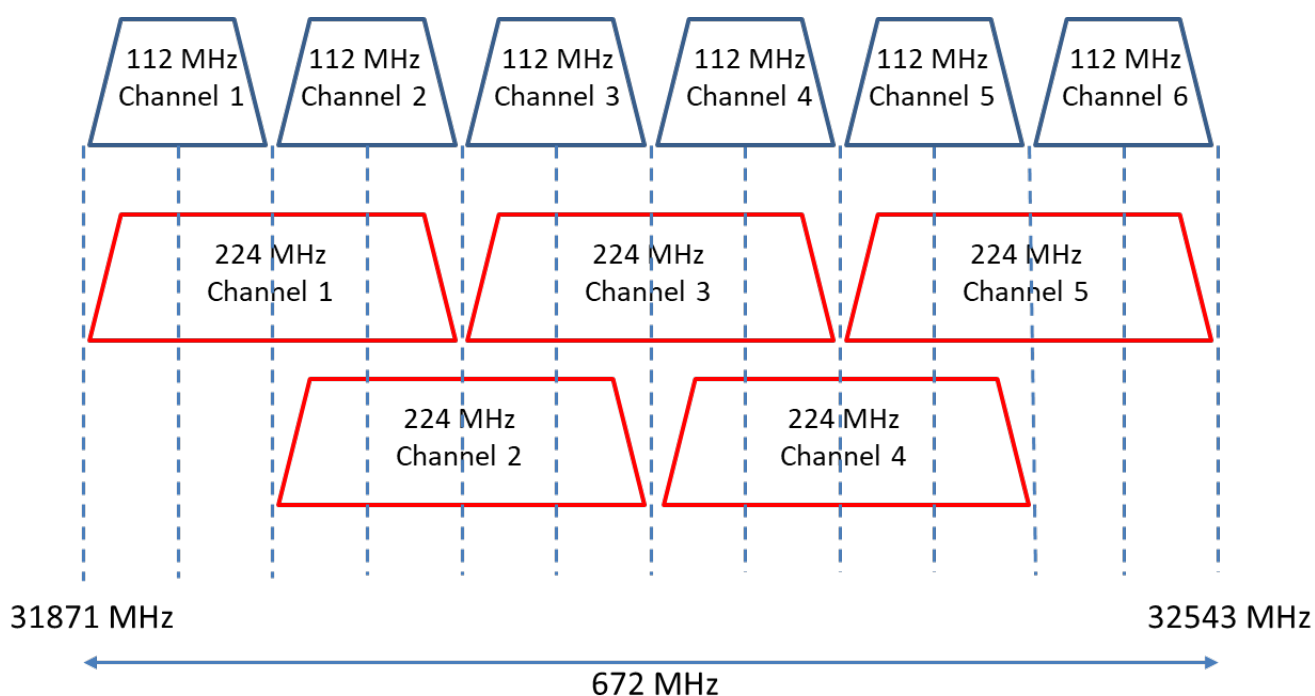 112 MHz
Channel 1
112 MHz
Channel 2
112 MHz
Channel 3
112 MHz
Channel 4
112 MHz
Channel 5
112 MHz
Channel 6
224 MHz
Channel 1
224 MHz
Channel 3
224 MHz
Channel 5
224 MHz
Channel 2
224 MHz
Channel 4
31871 MHz
32543 MHz
672 MHz